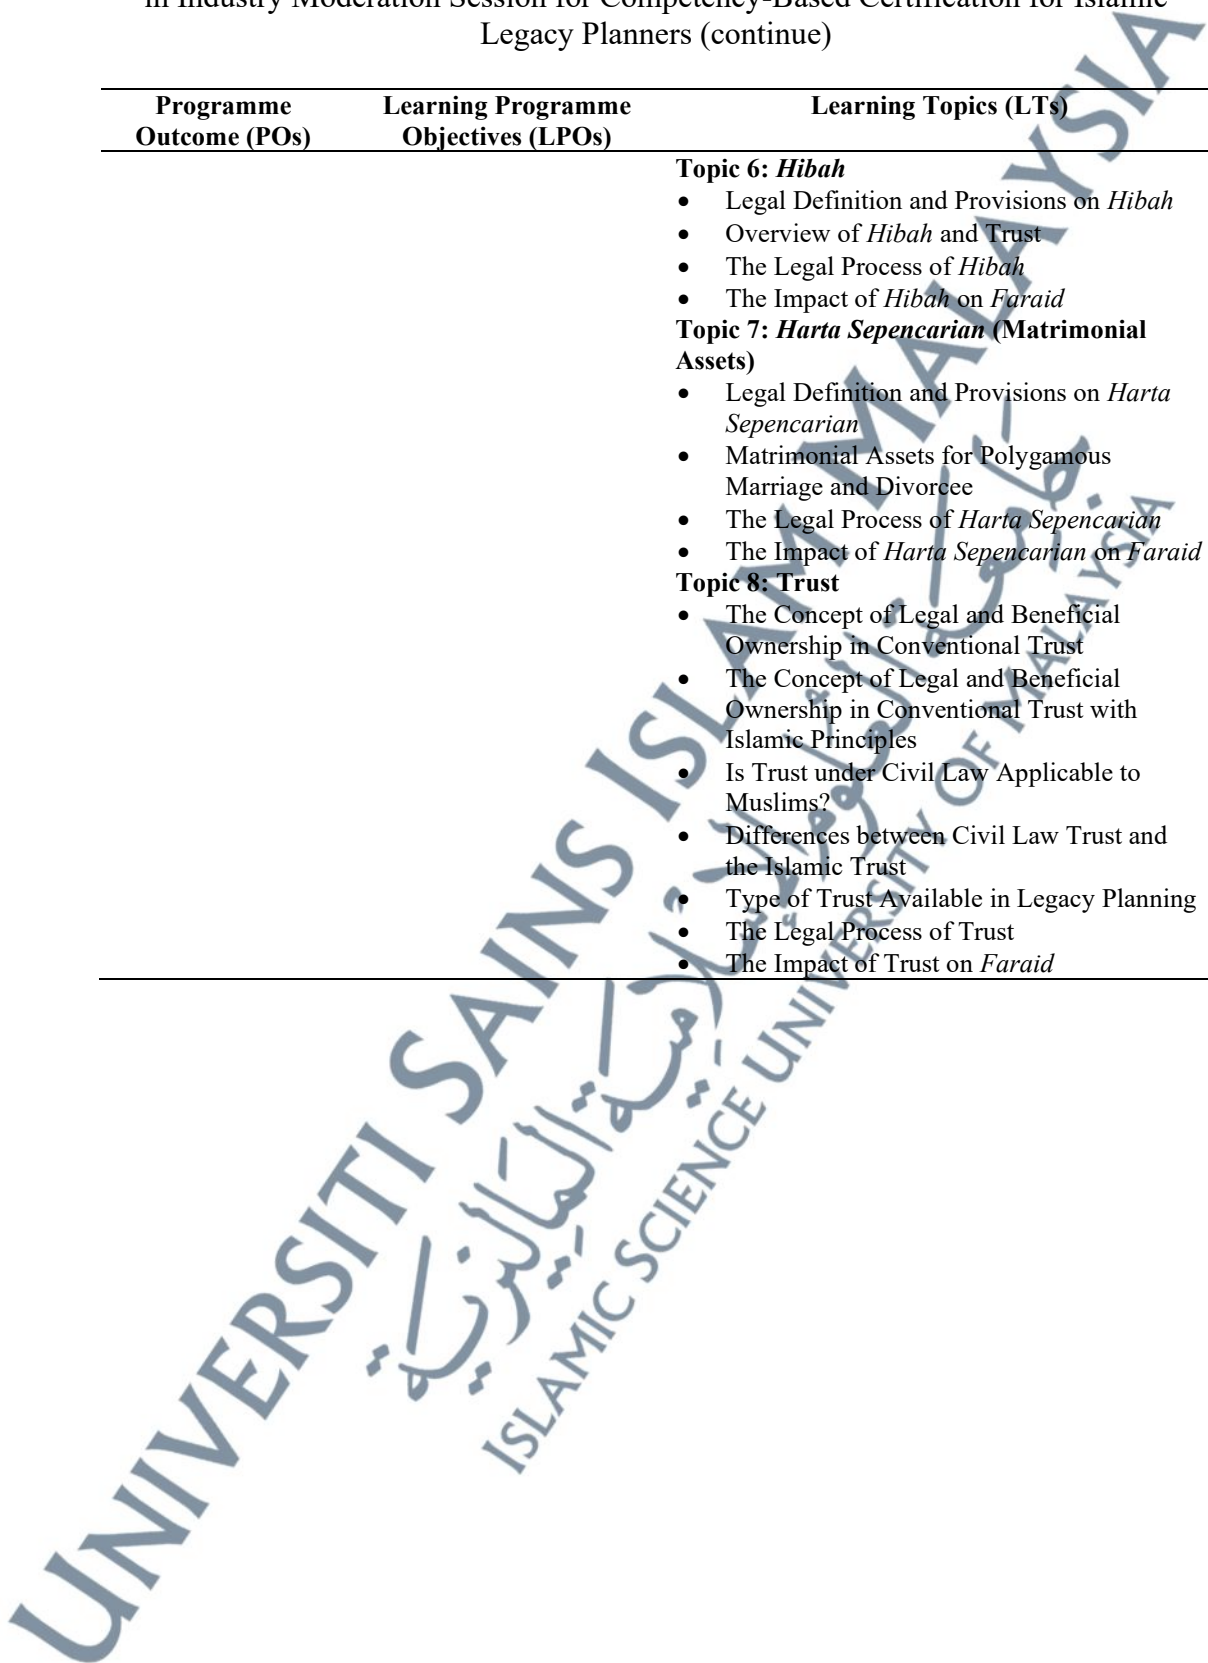 in Industry Moderation Session for Competency-Based Certification for Islamic
Legacy Planners (continue)
Programme Outcome (POs)
Learning Programme Objectives (LPOs)
Learning Topics (LTs)
Topic 6: Hibah
• Legal Definition and Provisions on Hibah
• Overview of Hibah and Trust
• The Legal Process of Hibah
• The Impact of Hibah on Faraid
Topic 7: Harta Sepencarian (Matrimonial
Assets)
• Legal Definition and Provisions on Harta
Sepencarian
• Matrimonial Assets for Polygamous
Marriage and Divorcee
• The Legal Process of Harta Sepencarian
• The Impact of Harta Sepencarian on Faraid
Topic 8: Trust
• The Concept of Legal and Beneficial
Ownership in Conventional Trust
• The Concept of Legal and Beneficial
Ownership in Conventional Trust with
Islamic Principles
• Is Trust under Civil Law Applicable to
Muslims?
• Differences between Civil Law Trust and
the Islamic Trust
• Type of Trust Available in Legacy Planning
• The Legal Process of Trust
• The Impact of Trust on Faraid
UNIVERSITI SAINS ISLAM MALAYSIA
جامعة العلوم الإسلامية الماليزية
ISLAMIC SCIENCE UNIVERSITY OF MALAYSIA